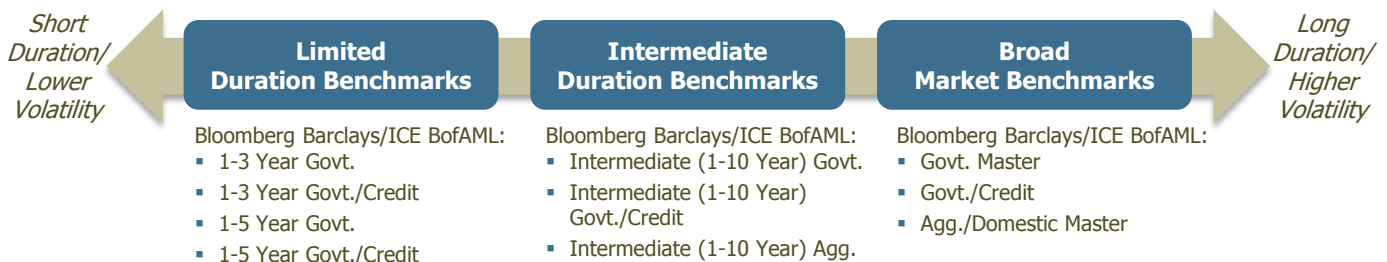 Short
Duration/
Lower
Volatility
Limited
Duration Benchmarks
Intermediate
Duration Benchmarks
Broad
Market Benchmarks
Long
Duration/
Higher
Volatility
Bloomberg Barclays/ICE BofAML:
▪ 1-3 Year Govt.
▪ 1-3 Year Govt./Credit
▪ 1-5 Year Govt.
▪ 1-5 Year Govt./Credit
Bloomberg Barclays/ICE BofAML:
▪ Intermediate (1-10 Year) Govt.
▪ Intermediate (1-10 Year)
Govt./Credit
▪ Intermediate (1-10 Year) Agg.
Bloomberg Barclays/ICE BofAML:
▪ Govt. Master
▪ Govt./Credit
▪ Agg./Domestic Master